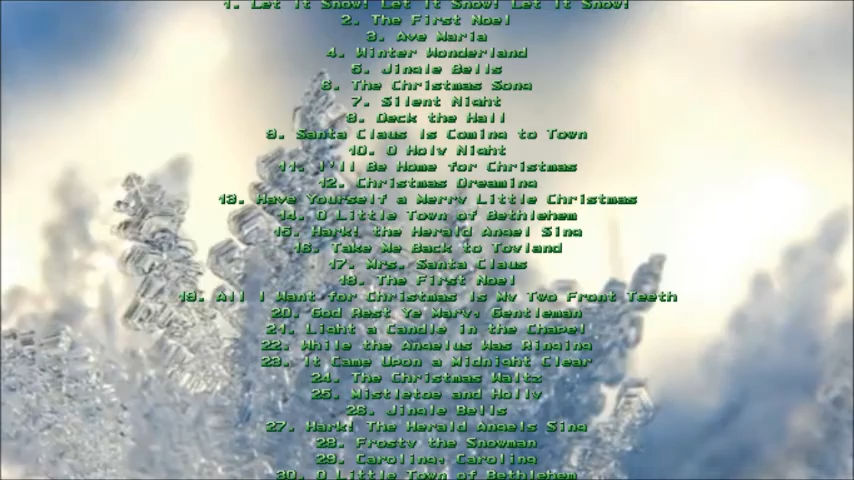 1. Let It Snow! Let It Snow! Let It Snow!
2. The First Noel
3. Ave Maria
4. Winter Wonderland
5. Jingle Bells
6. The Christmas Song
7. Silent Night
8. Deck the Hall
9. Santa Claus Is Coming to Town
10. O Holy Night
11. I'll Be Home for Christmas
12. Christmas Dreaming
13. Have Yourself a Merry Little Christmas
14. O Little Town of Bethlehem
15. Hark! the Herald Angel Sing
16. Take Me Back to Toyland
17. Mrs. Santa Claus
18. The First Noel
19. All I Want for Christmas Is My Two Front Teeth
20. God Rest Ye Mary, Gentleman
21. Light a Candle in the Chapel
22. While the Angelus Was Ringing
23. It Came Upon a Midnight Clear
24. The Christmas Waltz
25. Mistletoe and Holly
26. Jingle Bells
27. Hark! The Herald Angels Sing
28. Frosty the Snowman
29. Caroling, Caroling
30. O Little Town of Bethlehem